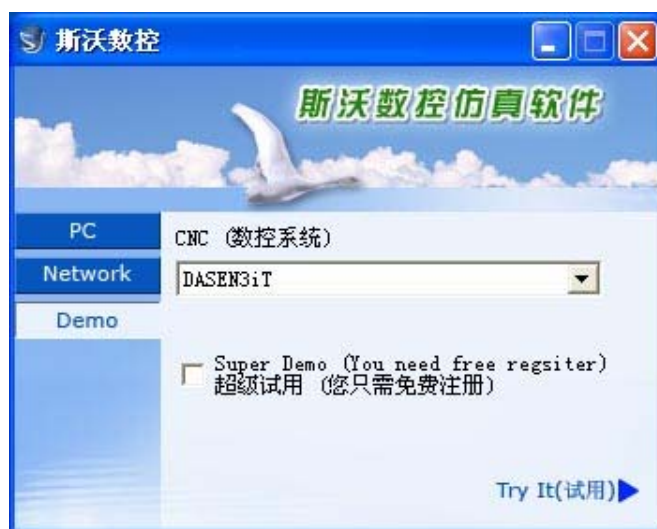 斯沃数控
斯沃数控仿真软件
PC
Network
Demo
CNC (数控系统)
DASEN3iT
Super Demo (You need free regsiter)
超级试用 (您只需免费注册)
Try It(试用)